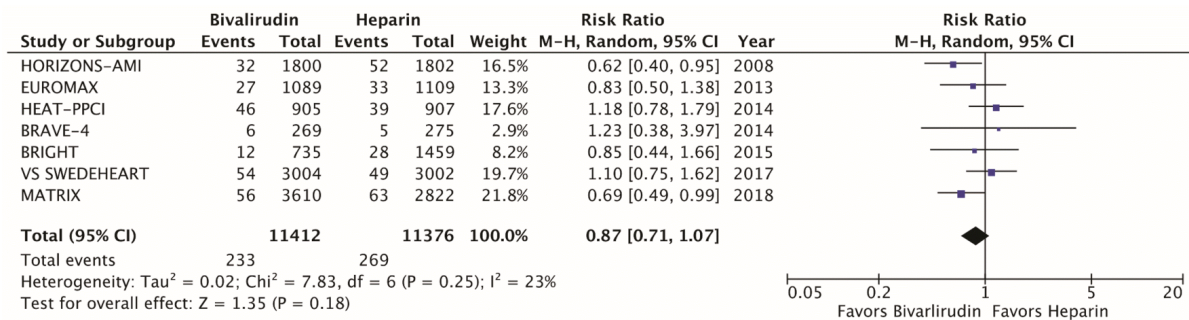 Bivalirudin Heparin Risk Ratio Risk Ratio
Study or Subgroup Events Total Events Total Weight M-H, Random, 95% CI Year M-H, Random, 95% CI
HORIZONS-AMI 32 1800 52 1802 16.5% 0.62 [0.40, 0.95] 2008
EUROMAX 27 1089 33 1109 13.3% 0.83 [0.50, 1.38] 2013
HEAT-PPCI 46 905 39 907 17.6% 1.18 [0.78, 1.79] 2014
BRAVE-4 6 269 5 275 2.9% 1.23 [0.38, 3.97] 2014
BRIGHT 12 735 28 1459 8.2% 0.85 [0.44, 1.66] 2015
VS SWEDEHEART 54 3004 49 3002 19.7% 1.10 [0.75, 1.62] 2017
MATRIX 56 3610 63 2822 21.8% 0.69 [0.49, 0.99] 2018
Total (95% CI) 11412 11376 100.0% 0.87 [0.71, 1.07]
Total events 233 269
Heterogeneity: Tau² = 0.02; Chi² = 7.83, df = 6 (P = 0.25); I² = 23%
Test for overall effect: Z = 1.35 (P = 0.18)
0.05 0.2 1 5 20
Favors Bivarlirudin Favors Heparin